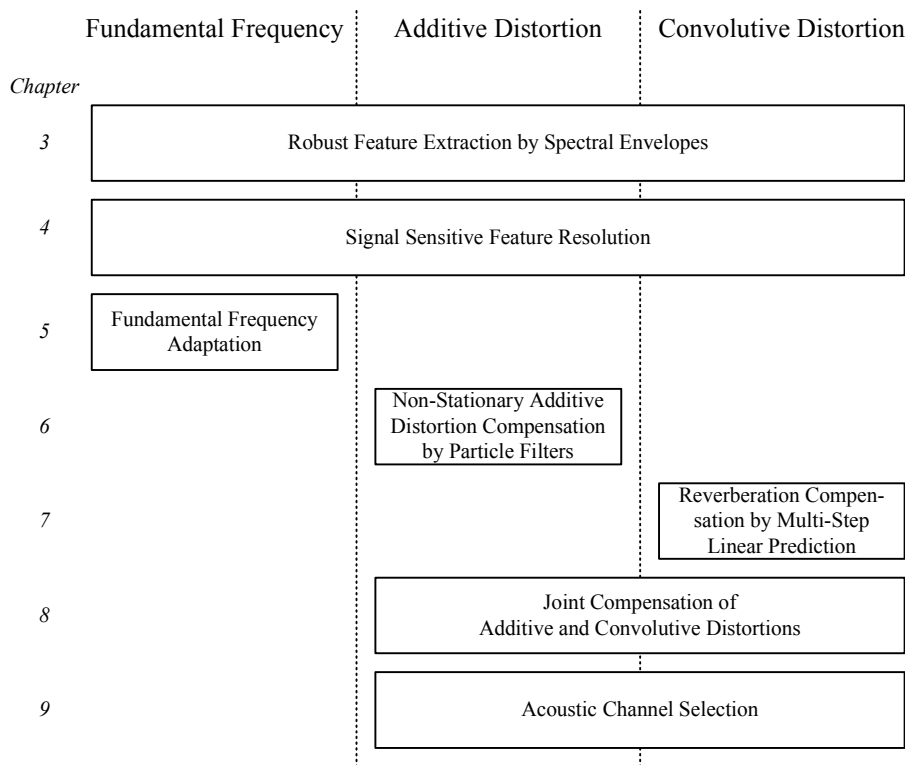 Fundamental Frequency
Additive Distortion
Convolutive Distortion
Chapter
3
Robust Feature Extraction by Spectral Envelopes
4
Signal Sensitive Feature Resolution
5
Fundamental Frequency
Adaptation
6
Non-Stationary Additive
Distortion Compensation
by Particle Filters
7
Reverberation Compen-
sation by Multi-Step
Linear Prediction
8
Joint Compensation of
Additive and Convolutive Distortions
9
Acoustic Channel Selection